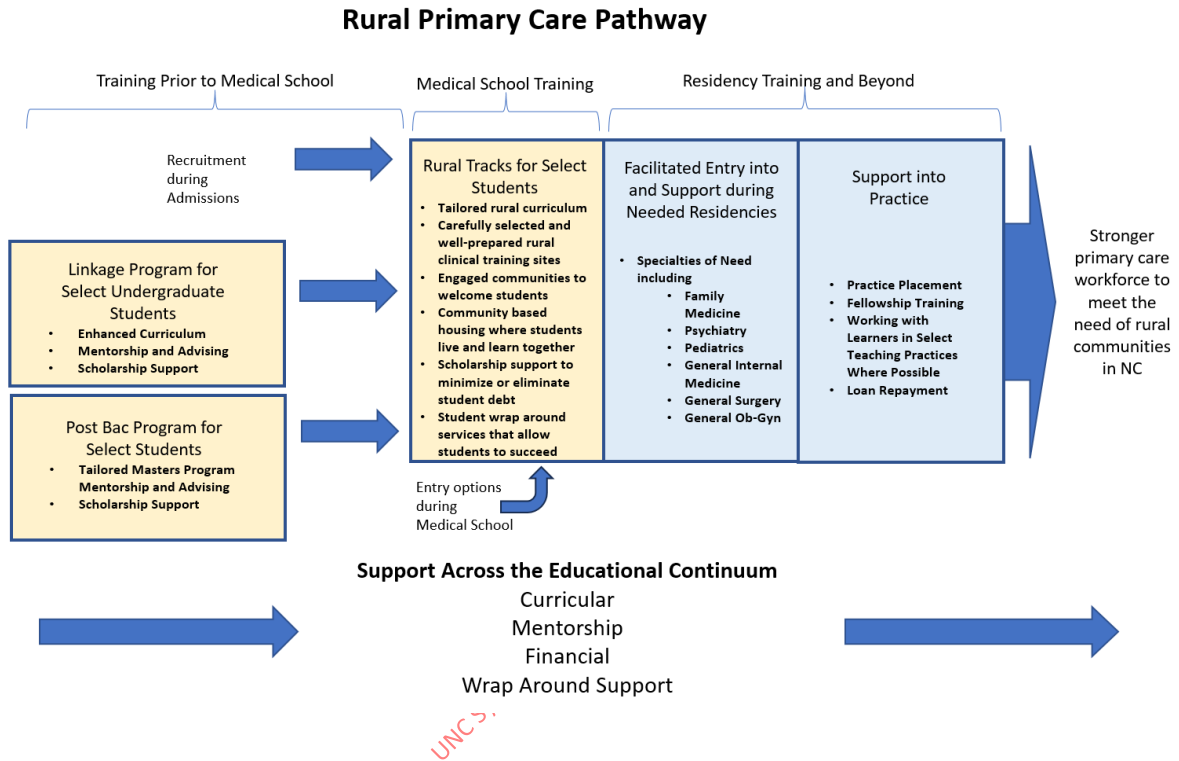 Rural Primary Care Pathway
Training Prior to Medical School
Medical School Training
Residency Training and Beyond
Recruitment
during
Admissions
Linkage Program for
Select Undergraduate
Students
• Enhanced Curriculum
• Mentorship and Advising
• Scholarship Support
Post Bac Program for
Select Students
• Tailored Masters Program
Mentorship and Advising
• Scholarship Support
Rural Tracks for Select
Students
• Tailored rural curriculum
• Carefully selected and
well-prepared rural
clinical training sites
• Engaged communities to
welcome students
• Community based
housing where students
live and learn together
• Scholarship support to
minimize or eliminate
student debt
• Student wrap around
services that allow
students to succeed
Entry options
during
Medical School
Facilitated Entry into
and Support during
Needed Residencies
• Specialties of Need
including
• Family
Medicine
• Psychiatry
• Pediatrics
• General Internal
Medicine
• General Surgery
• General Ob-Gyn
Support into
Practice
• Practice Placement
• Fellowship Training
• Working with
Learners in Select
Teaching Practices
Where Possible
• Loan Repayment
Stronger
primary care
workforce to
meet the
need of rural
communities
in NC
Support Across the Educational Continuum
Curricular
Mentorship
Financial
Wrap Around Support
UNC